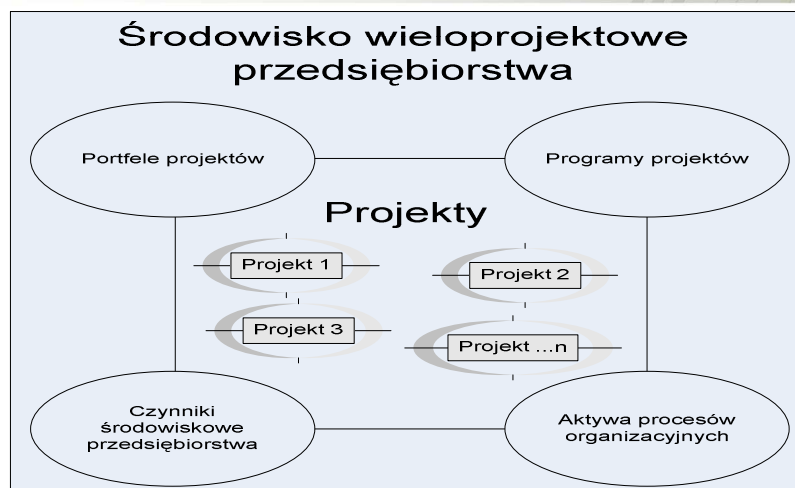 Środowisko wieloprojektowe
przedsiębiorstwa
Portfele projektów
Programy projektów
Projekty
Projekt 1
Projekt 2
Projekt 3
Projekt ...n
Czynniki
środowiskowe
przedsiębiorstwa
Aktywa procesów
organizacyjnych